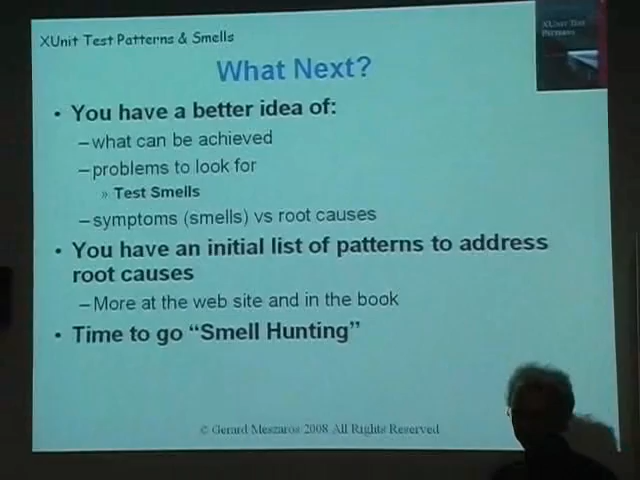 XUnit Test Patterns & Smells
XUnit Test
Patterns
What Next?
• You have a better idea of:
–what can be achieved
–problems to look for
» Test Smells
–symptoms (smells) vs root causes
• You have an initial list of patterns to address
root causes
–More at the web site and in the book
• Time to go “Smell Hunting”
© Gerard Meszaros 2008 All Rights Reserved